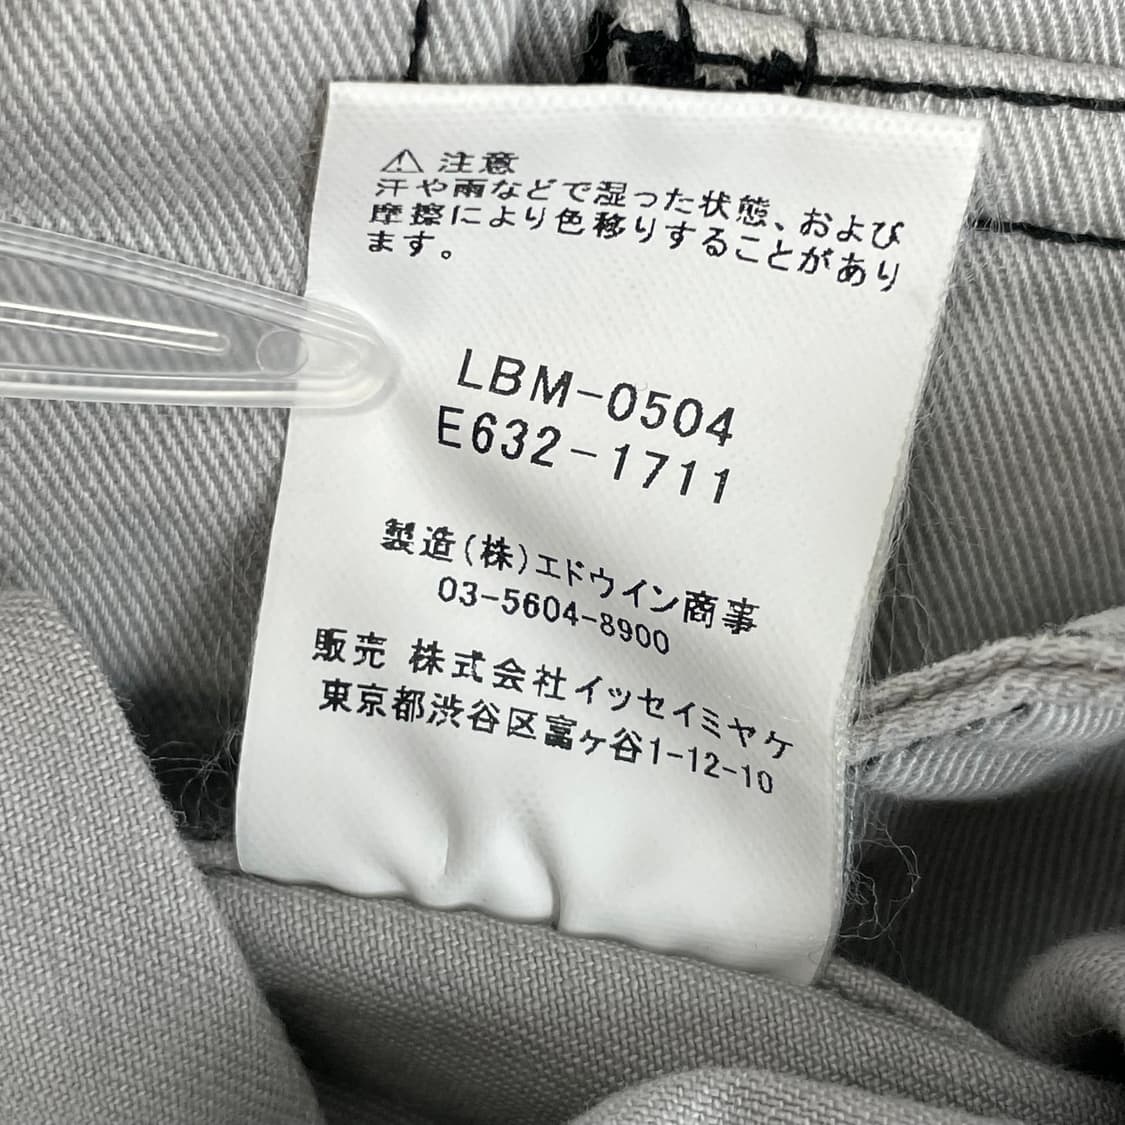 ⚠ 注意
汗や雨などで湿った状態、および
摩擦により色移りすることがあり
ます。
LBM-0504
E632-1711
製造(株)エドウイン商事
03-5604-8900
販売 株式会社イッセイミヤケ
東京都渋谷区富ヶ谷1-12-10